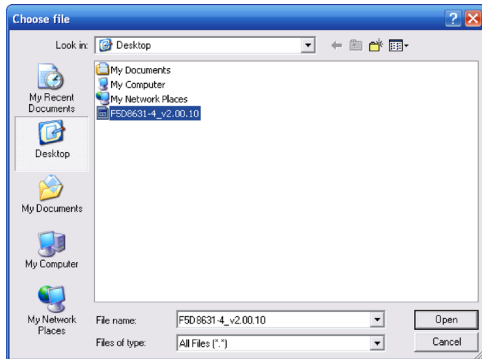 Choose file
Look in:
Desktop
My Recent
Documents
Desktop
My Documents
My Computer
My Network
Places
My Documents
My Computer
My Network Places
F5D8631-4_v2.00.10
File name:
F5D8631-4_v2.00.10
Open
Files of type:
All Files (*.*)
Cancel